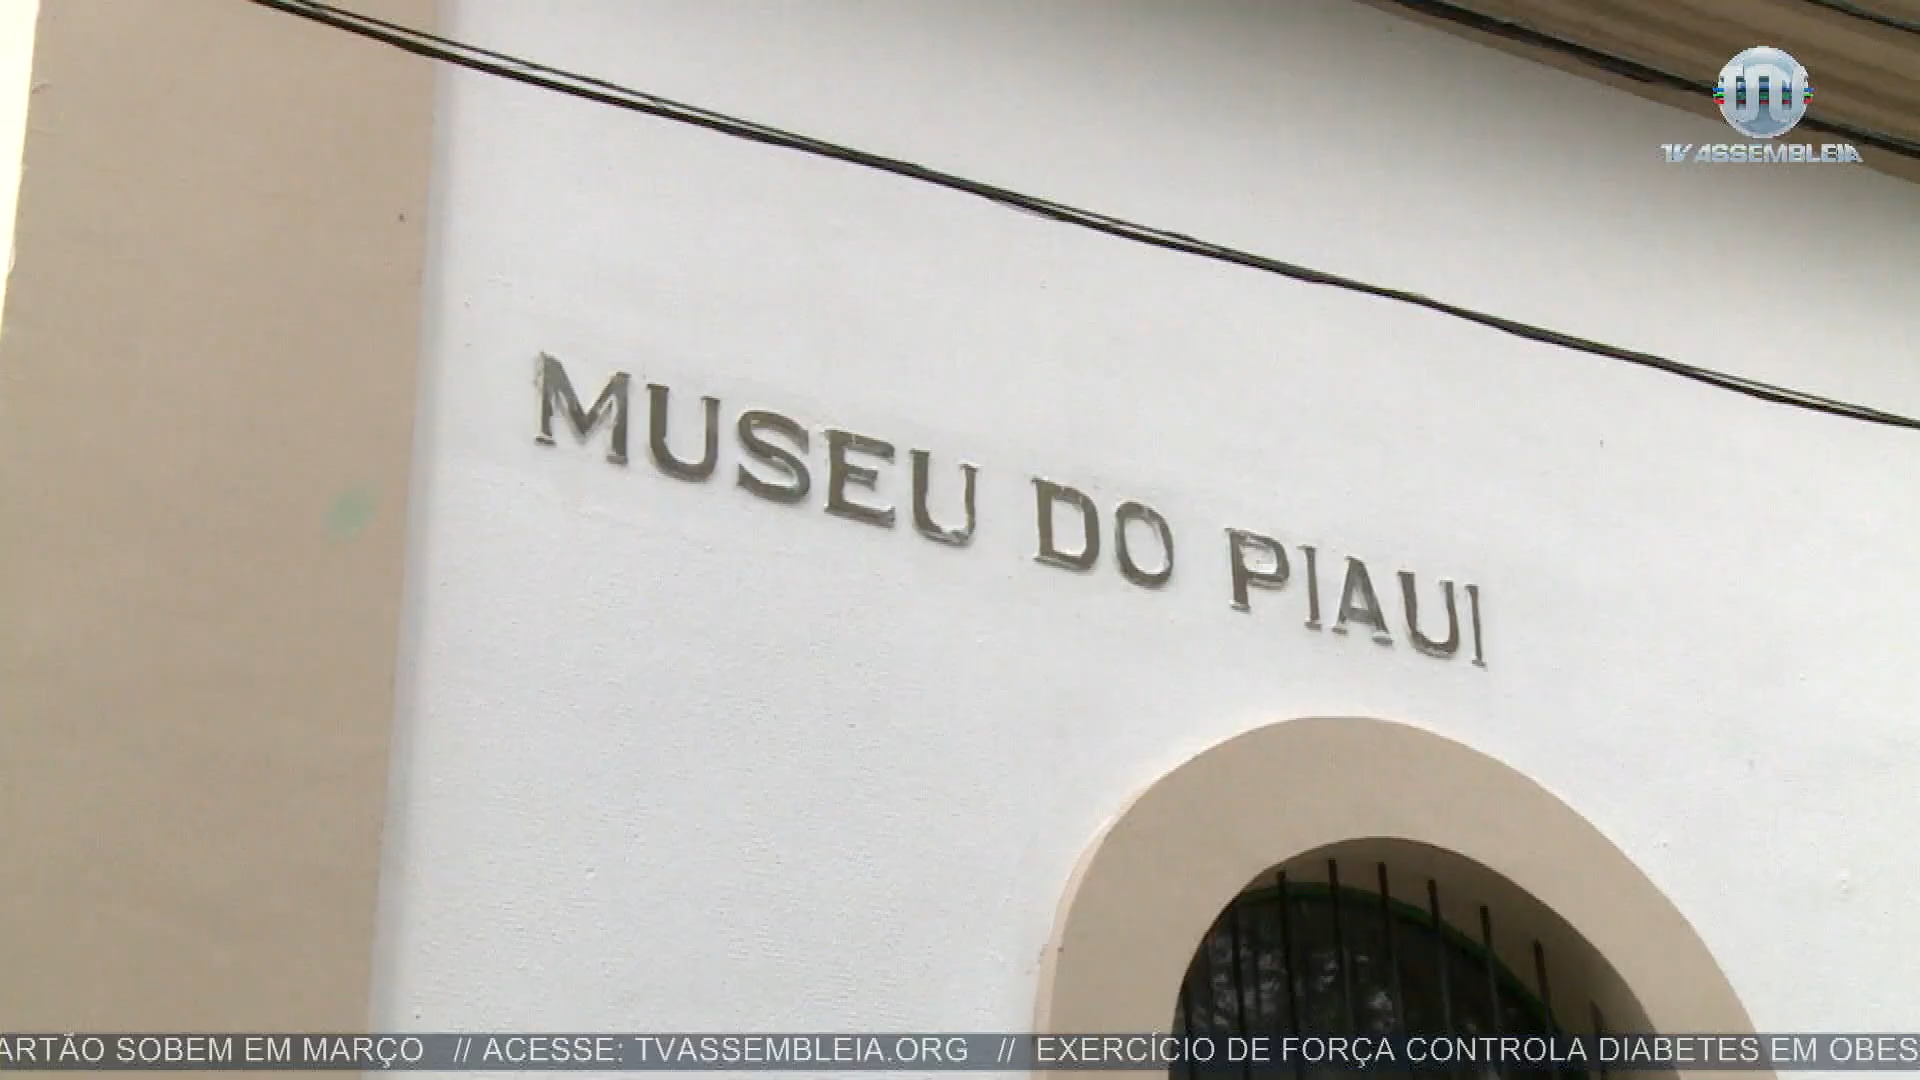 TV ASSEMBLEIA
MUSEU DO PIAUI
ARTÃO SOBEM EM MARÇO // ACESSE: TVASSEMBLEIA.ORG // EXERCÍCIO DE FORÇA CONTROLA DIABETES EM OBES